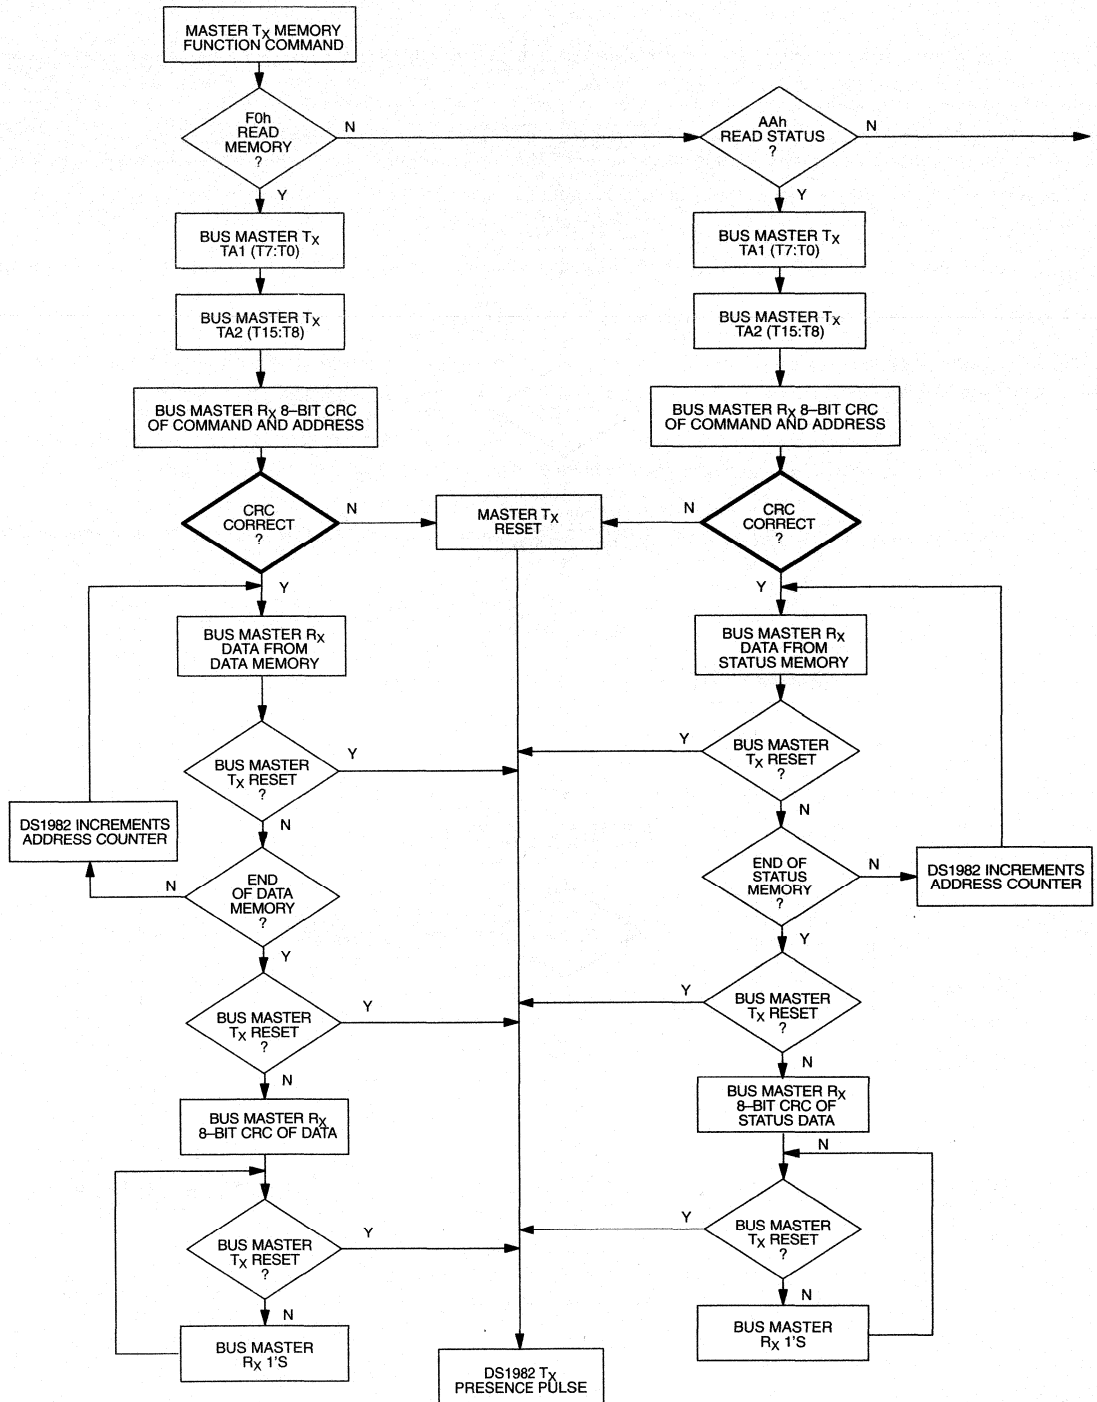 MASTER TX MEMORY
FUNCTION COMMAND
F0h
READ
MEMORY
?
N
AAh
READ STATUS
?
N
Y
Y
BUS MASTER TX
TA1 (T7:T0)
BUS MASTER TX
TA1 (T7:T0)
BUS MASTER TX
TA2 (T15:T8)
BUS MASTER TX
TA2 (T15:T8)
BUS MASTER RX 8–BIT CRC
OF COMMAND AND ADDRESS
BUS MASTER RX 8–BIT CRC
OF COMMAND AND ADDRESS
CRC
CORRECT
?
N
MASTER TX
RESET
N
CRC
CORRECT
?
Y
Y
BUS MASTER RX
DATA FROM
DATA MEMORY
BUS MASTER RX
DATA FROM
STATUS MEMORY
BUS MASTER
TX RESET
?
Y
Y
BUS MASTER
TX RESET
?
N
N
DS1982 INCREMENTS
ADDRESS COUNTER
END
OF DATA
MEMORY
?
N
END OF
STATUS
MEMORY
?
N
DS1982 INCREMENTS
ADDRESS COUNTER
Y
Y
BUS MASTER
TX RESET
?
Y
Y
BUS MASTER
TX RESET
?
N
N
BUS MASTER RX
8–BIT CRC OF DATA
BUS MASTER RX
8–BIT CRC OF
STATUS DATA
N
BUS MASTER
TX RESET
?
Y
Y
BUS MASTER
TX RESET
?
N
N
BUS MASTER
RX 1'S
BUS MASTER
RX 1'S
DS1982 TX
PRESENCE PULSE